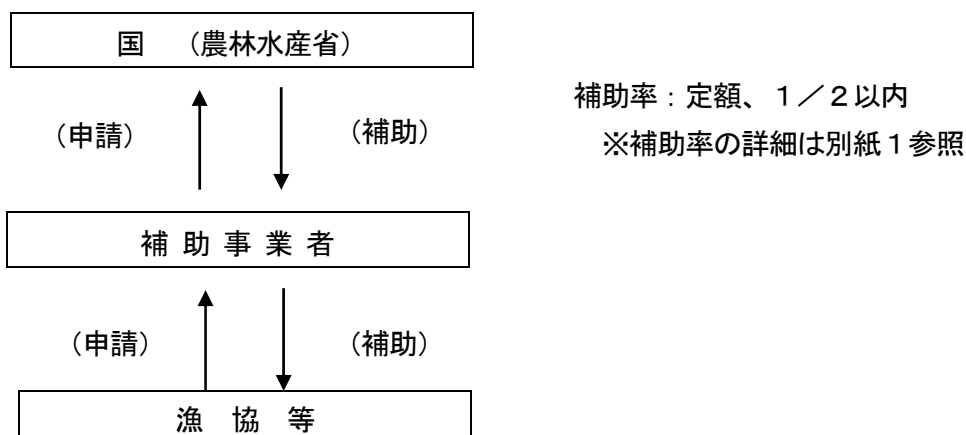 国　（農林水産省）
補助率：定額、１／２以内
（申請）　（補助）
※補助率の詳細は別紙１参照
補 助 事 業 者
（申請）　（補助）
漁　協　等